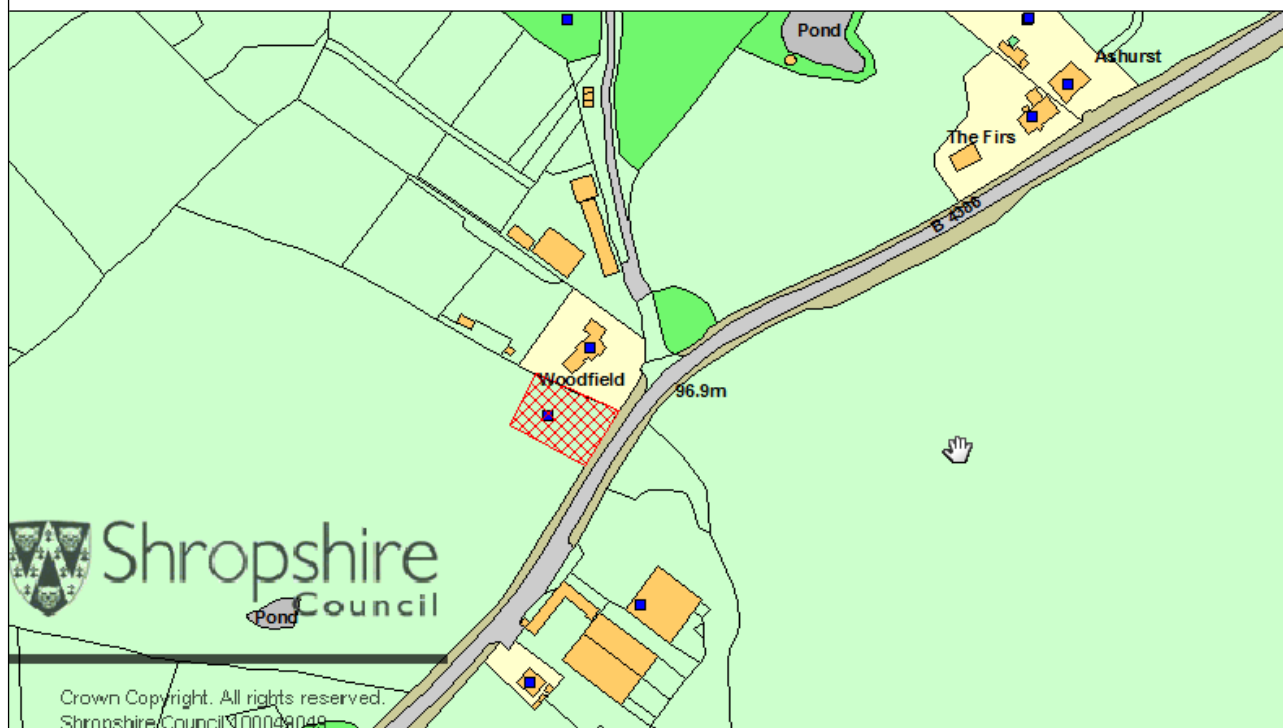 Pond
Ashurst
The Firs
B 4386
Woodfield
96.9m
Shropshire
Council
Pond
Crown Copyright. All rights reserved.
Shropshire Council 100049049